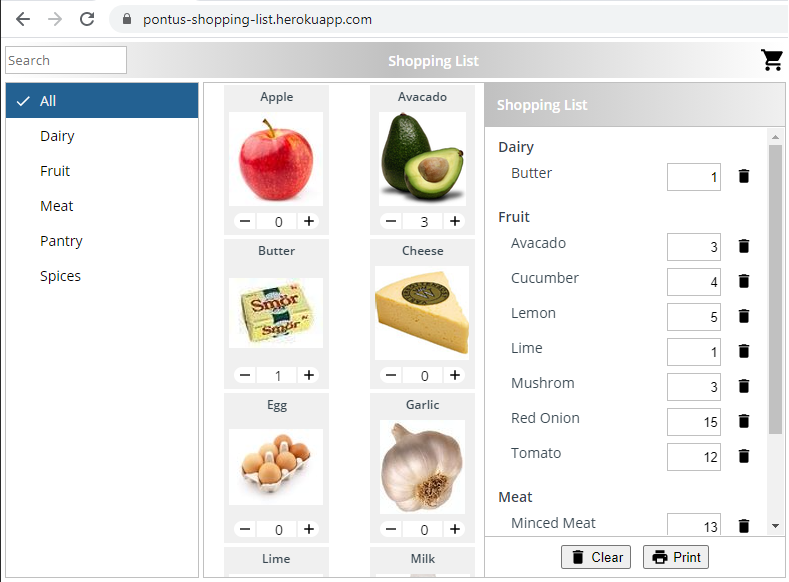 pontus-shopping-list.herokuapp.com
Search
Shopping List
All
Dairy
Fruit
Meat
Pantry
Spices
Apple
Avacado
0
3
Butter
Cheese
Smör
Smör
1
0
Egg
Garlic
0
0
Lime
Milk
Shopping List
Dairy
Butter 1
Fruit
Avacado 3
Cucumber 4
Lemon 5
Lime 1
Mushrom 3
Red Onion 15
Tomato 12
Meat
Minced Meat 13
Clear
Print